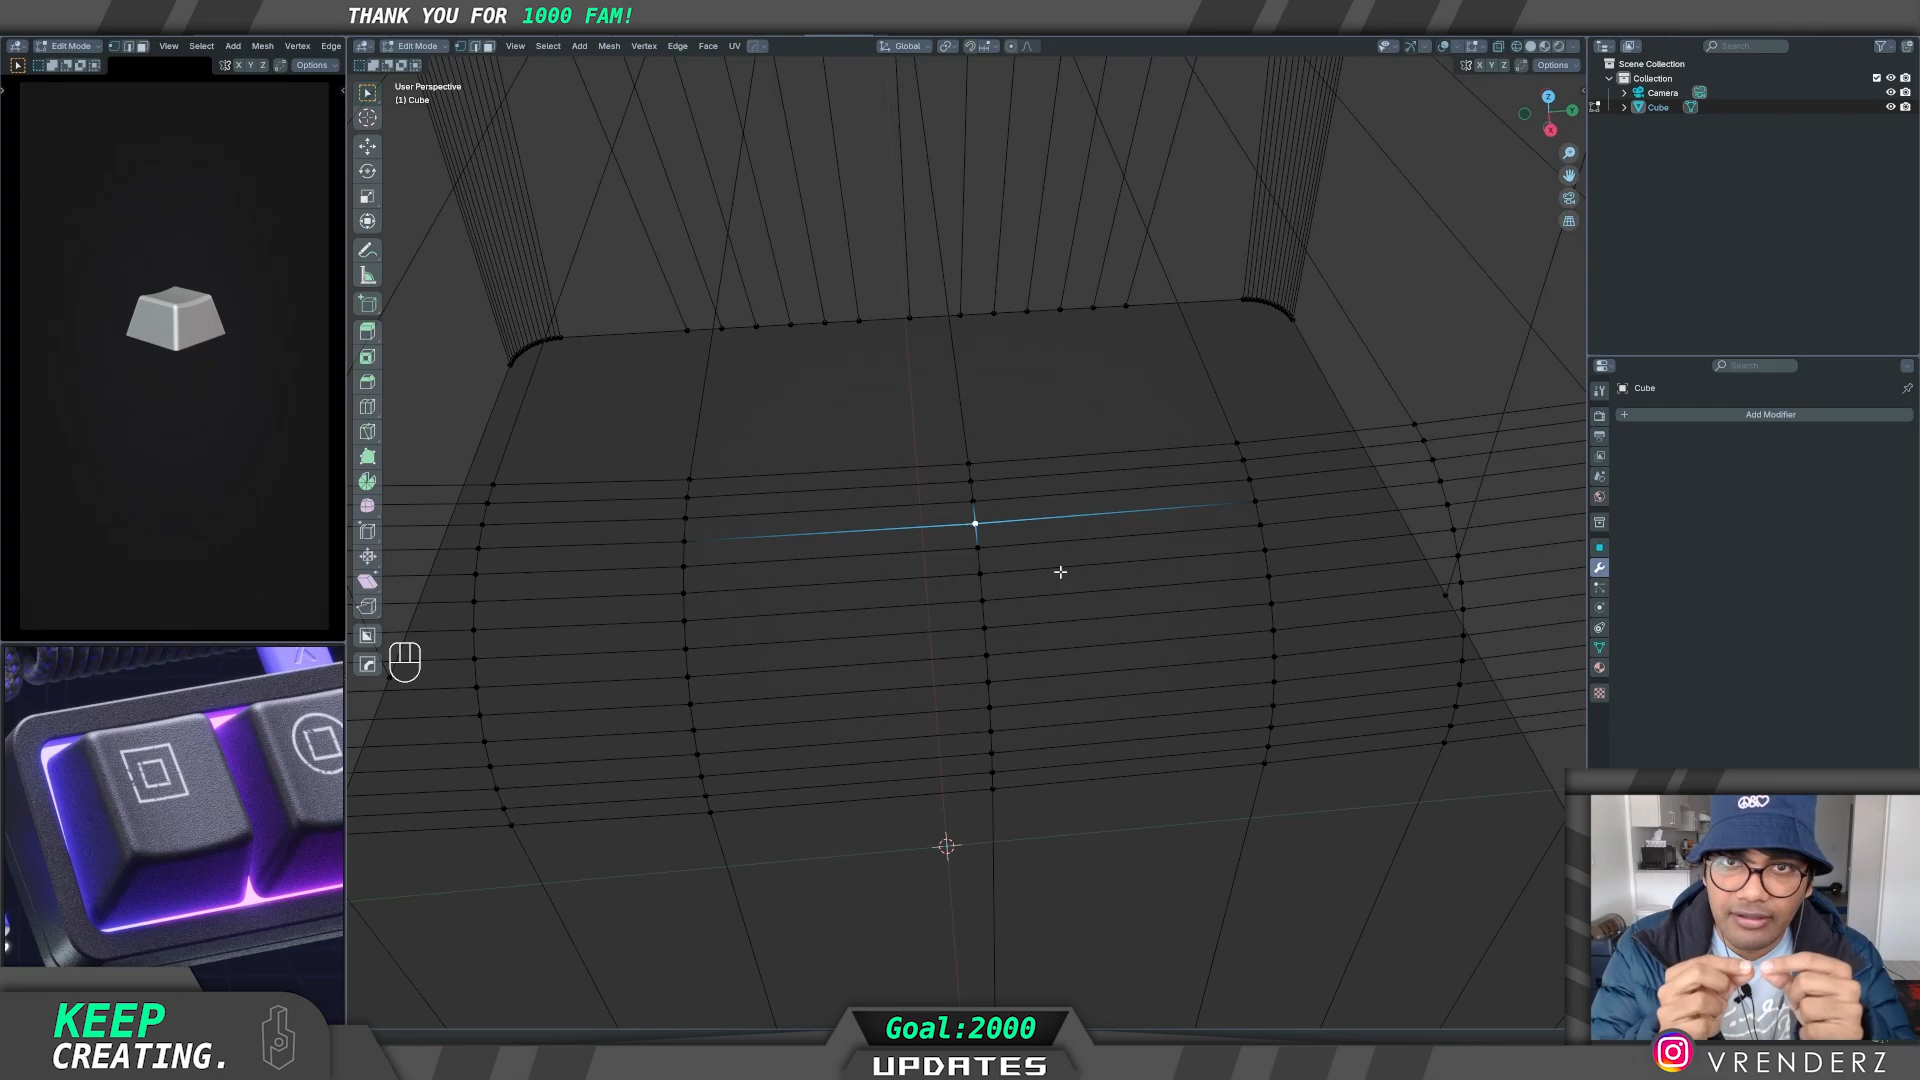 THANK YOU FOR 1000 FAM!
Edit Mode View Select Add Mesh Vertex Edge
Edit Mode View Select Add Mesh Vertex Edge Face UV Global
X Y Z Options
X Y Z Options
User Perspective
(1) Cube
Z
Y
X
Search
Scene Collection
Collection
Camera
Cube
Search
Cube
+ Add Modifier
KEEP
CREATING.
Goal:2000
UPDATES
VRENDERZ